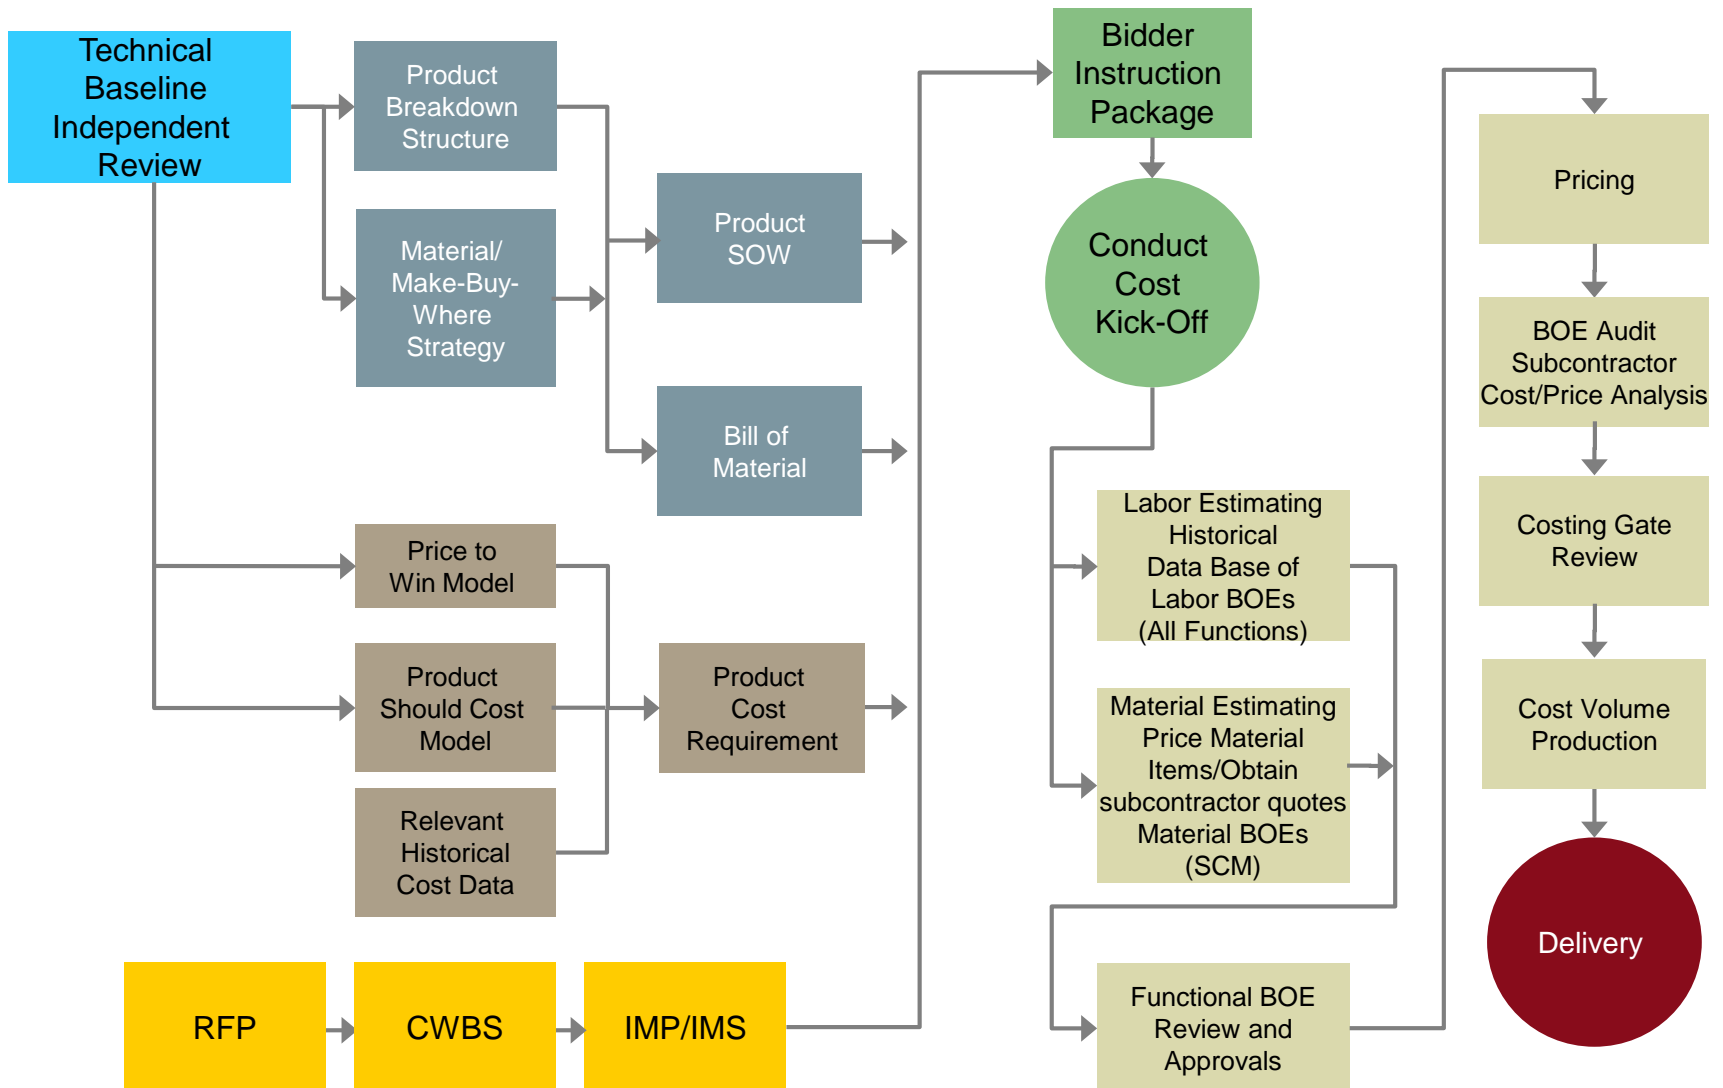 Technical
Baseline
Independent
Review
Product
Breakdown
Structure
Material/
Make-Buy-
Where
Strategy
Product
SOW
Bill of
Material
Price to
Win Model
Product
Should Cost
Model
Relevant
Historical
Cost Data
Product
Cost
Requirement
RFP
CWBS
IMP/IMS
Bidder
Instruction
Package
Conduct
Cost
Kick-Off
Labor Estimating
Historical
Data Base of
Labor BOEs
(All Functions)
Material Estimating
Price Material
Items/Obtain
subcontractor quotes
Material BOEs
(SCM)
Functional BOE
Review and
Approvals
Pricing
BOE Audit
Subcontractor
Cost/Price Analysis
Costing Gate
Review
Cost Volume
Production
Delivery